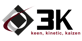 3K
keen, kinetic, kaizen